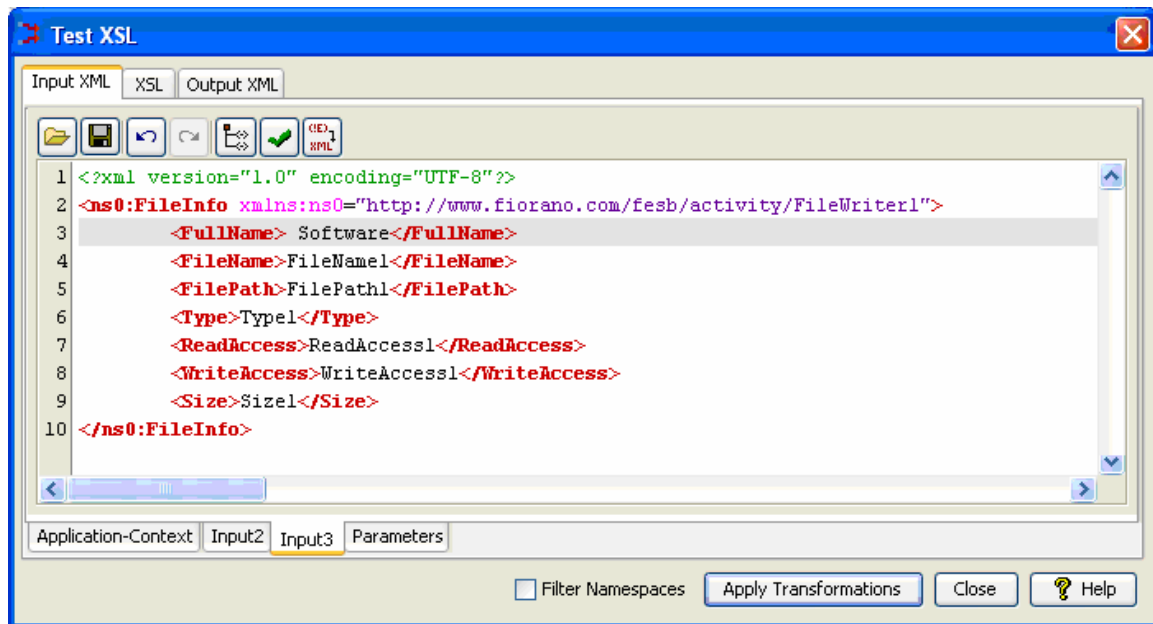 Test XSL
Input XML XSL Output XML
(!E) XML
1 <?xml version="1.0" encoding="UTF-8"?>
2 <ns0:FileInfo xmlns:ns0="http://www.fiorano.com/fesb/activity/FileWriter1">
3 <FullName> Software</FullName>
4 <FileName>FileName1</FileName>
5 <FilePath>FilePath1</FilePath>
6 <Type>Type1</Type>
7 <ReadAccess>ReadAccess1</ReadAccess>
8 <WriteAccess>WriteAccess1</WriteAccess>
9 <Size>Size1</Size>
10 </ns0:FileInfo>
Application-Context Input2 Input3 Parameters
Filter Namespaces Apply Transformations Close Help